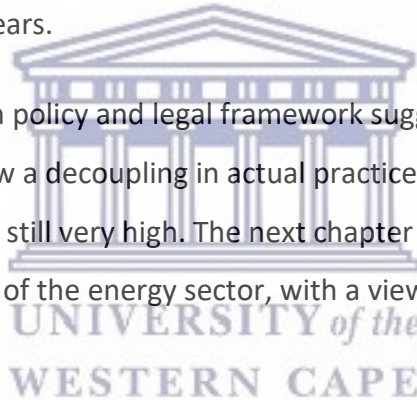 ears.
n policy and legal framework sugg
w a decoupling in actual practice
still very high. The next chapter
of the energy sector, with a view
UNIVERSITY of the
WESTERN CAPE